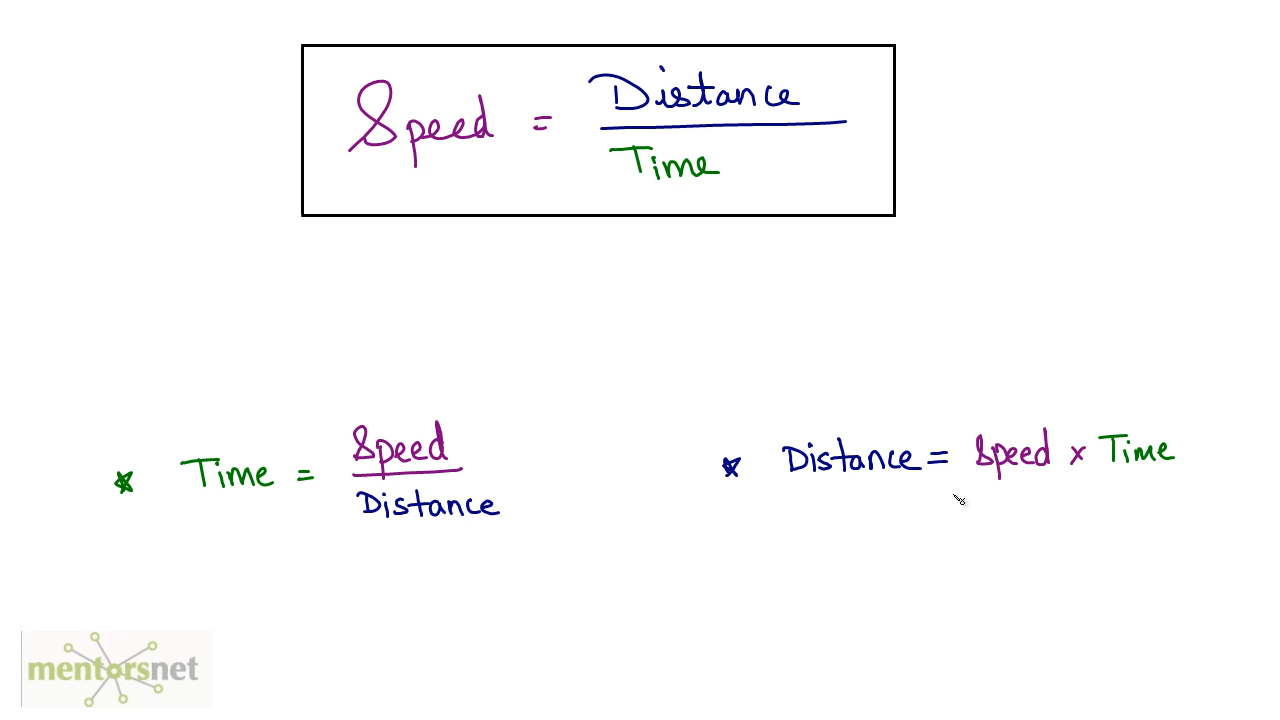 Speed = Distance / Time
* Time = Speed / Distance
* Distance = Speed x Time
mentorsnet